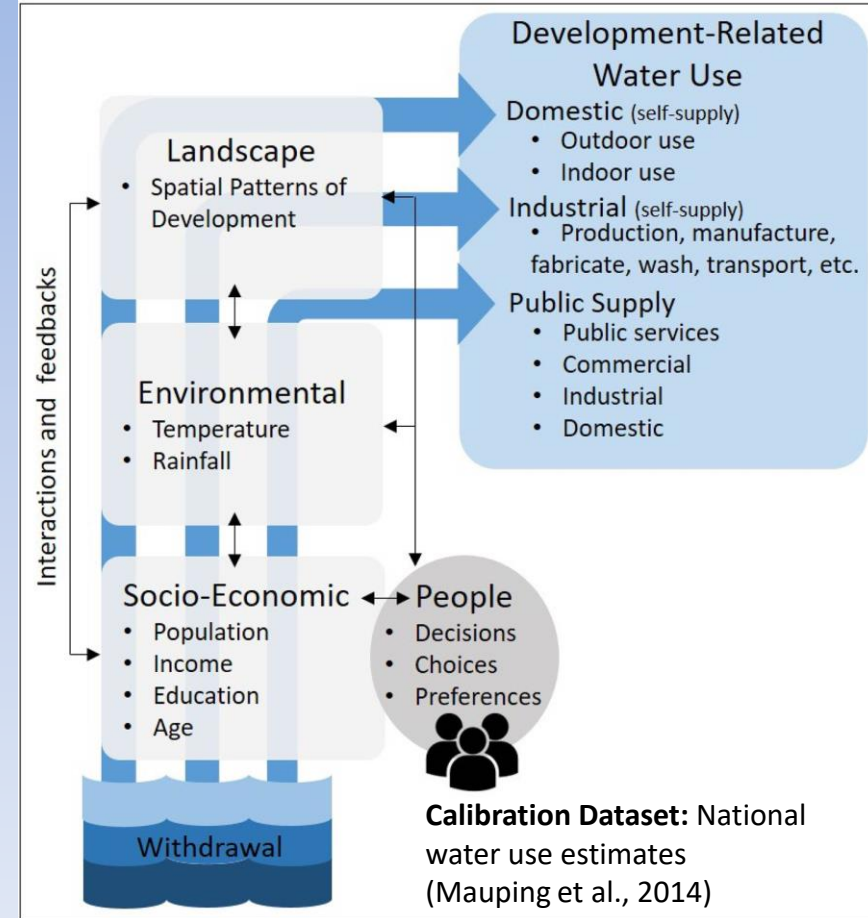 Development-Related
Water Use
Domestic (self-supply)
• Outdoor use
• Indoor use
Industrial (self-supply)
• Production, manufacture,
fabricate, wash, transport, etc.
Public Supply
• Public services
• Commercial
• Industrial
• Domestic
Landscape
• Spatial Patterns of
Development
Interactions and feedbacks
Environmental
• Temperature
• Rainfall
Socio-Economic
• Population
• Income
• Education
• Age
People
• Decisions
• Choices
• Preferences
Withdrawal
Calibration Dataset: National
water use estimates
(Mauping et al., 2014)